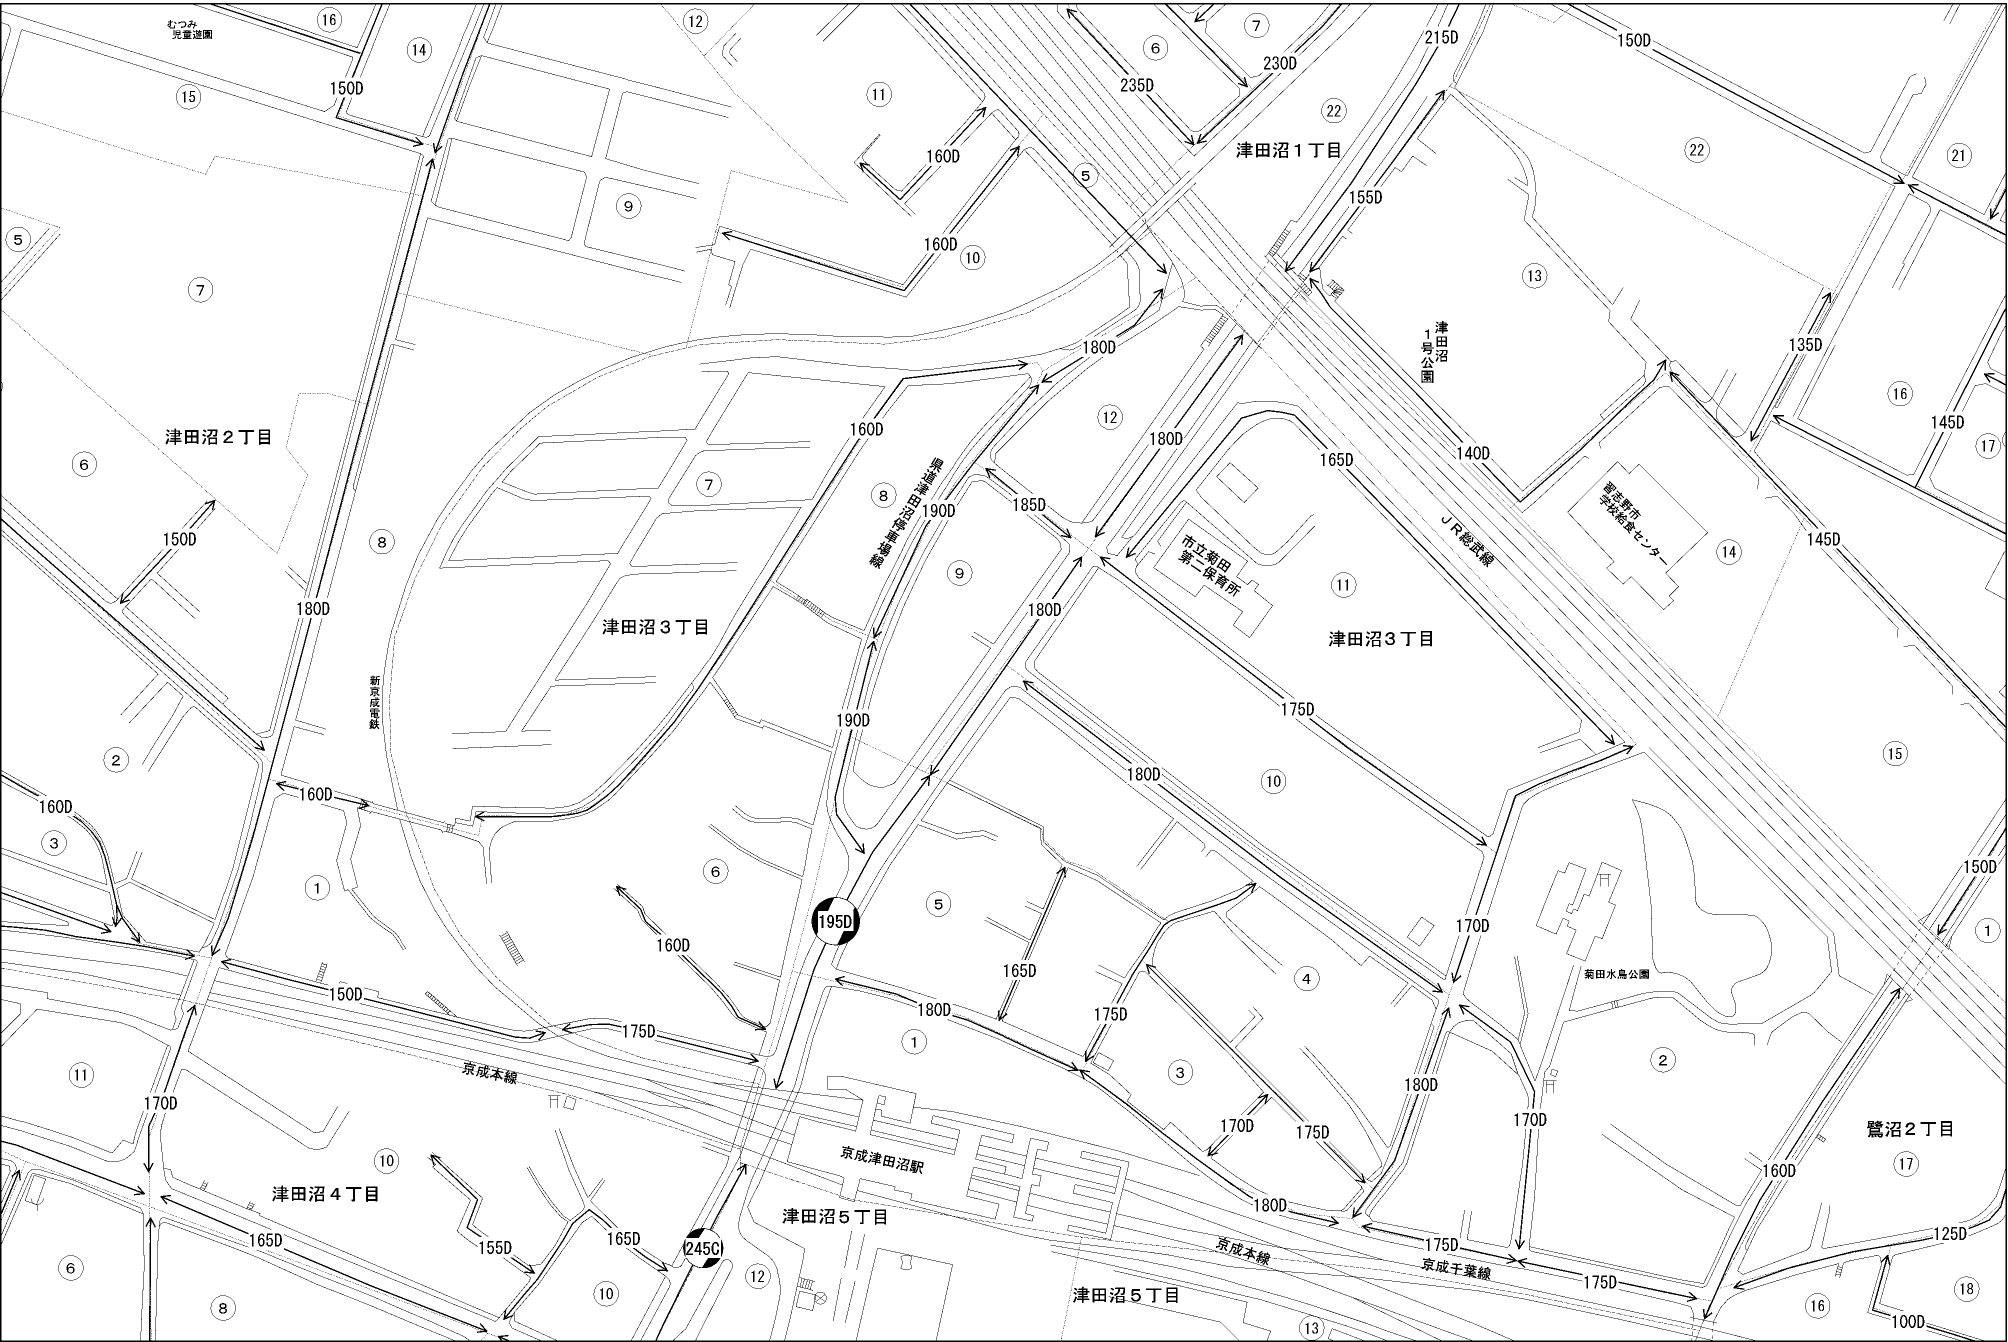 16
12
7
215D
150D
むつみ
児童遊園
14
6
230D
150D
15
11
235D
22
津田沼1丁目
22
21
160D
5
155D
9
5
160D
10
13
7
180D
津田沼
1号公園
135D
16
145D
17
津田沼2丁目
6
160D
12
180D
165D
140D
県道津田沼停車場線
8
7
190D
185D
習志野市
学校給食センター
JR総武線
14
145D
150D
8
9
市立菊田
第二保育所
11
180D
180D
津田沼3丁目
津田沼3丁目
新京成電鉄
190D
175D
2
180D
10
15
160D
160D
3
6
150D
1
5
195D
170D
1
160D
165D
4
菊田水鳥公園
150D
175D
180D
175D
1
3
2
京成本線
11
170D
180D
170D
170D
175D
鷺沼2丁目
17
10
京成津田沼駅
160D
津田沼4丁目
津田沼5丁目
180D
165D
155D
165D
245C
175D
京成本線
京成千葉線
125D
6
12
175D
18
8
10
津田沼5丁目
16
13
100D